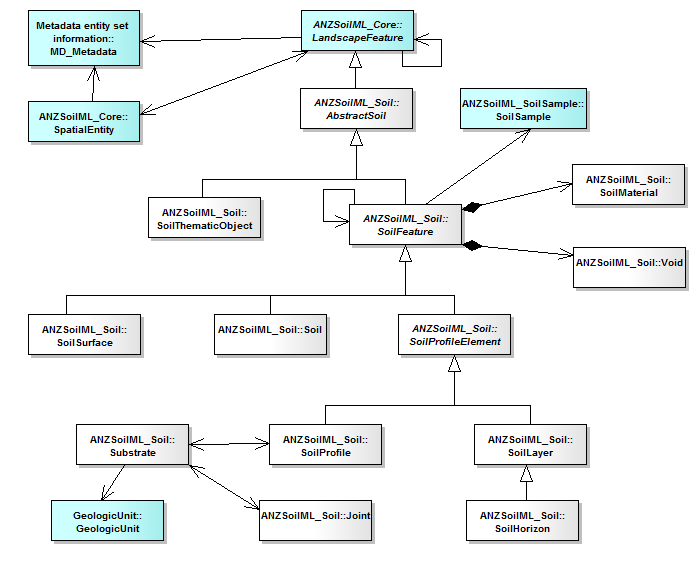 Metadata entity set
information::
MD_Metadata
ANZSoilML_Core::
LandscapeFeature
ANZSoilML_Core::
SpatialEntity
ANZSoilML_Soil::
AbstractSoil
ANZSoilML_SoilSample::
SoilSample
ANZSoilML_Soil::
SoilMaterial
ANZSoilML_Soil::
SoilThematicObject
ANZSoilML_Soil::
SoilFeature
ANZSoilML_Soil::Void
ANZSoilML_Soil::
SoilSurface
ANZSoilML_Soil::Soil
ANZSoilML_Soil::
SoilProfileElement
ANZSoilML_Soil::
Substrate
ANZSoilML_Soil::
SoilProfile
ANZSoilML_Soil::
SoilLayer
GeologicUnit::
GeologicUnit
ANZSoilML_Soil::Joint
ANZSoilML_Soil::
SoilHorizon